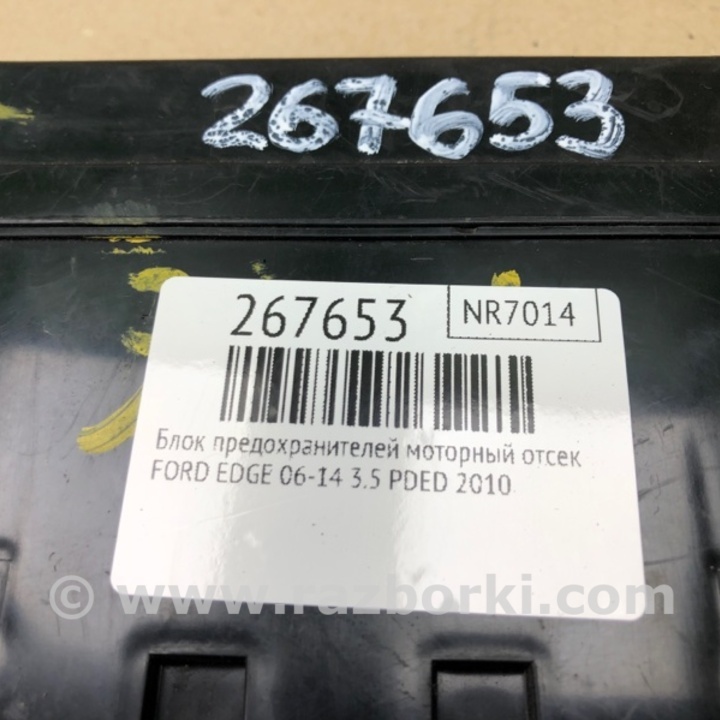 267653
267653
NR7014
Блок предохранителей моторный отсек
FORD EDGE 06-14 3.5 PDED 2010
© www.razborki.com